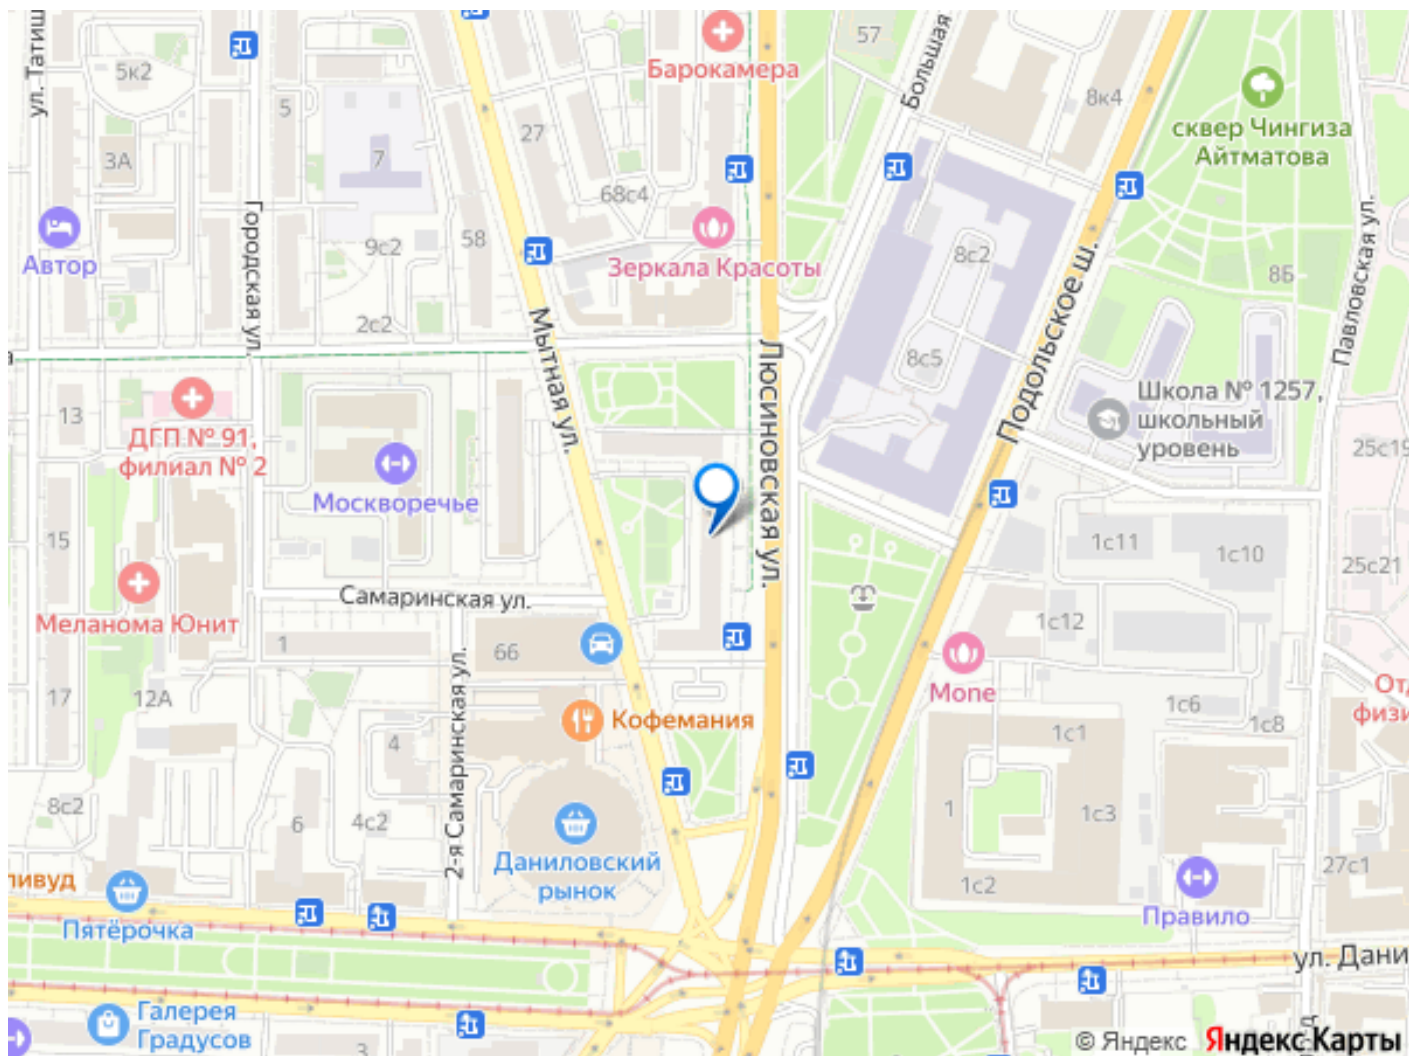 ул. Татищ
5к2
3А
5
7
27
Барокамера
57
Большая
8к4
сквер Чингиза
Айтматова
68с4
Автор
Городская ул.
9с2
58
Зеркала Красоты
8с2
8Б
Подольское ш.
Павловская ул.
2с2
Мытная ул.
Люсиновская ул.
8с5
13
ДГП № 91,
филиал № 2
Москворечье
Школа № 1257,
школьный
уровень
25с19
15
1с11
1с10
25с21
Меланома Юнит
Самаринская ул.
1
66
1с12
Mone
17
12А
2-я Самаринская ул.
4
Кофемания
1с6
1с8
От
физи
1с1
8с2
6
4с2
Даниловский
рынок
1
1с3
1с2
27с1
ливуд
Пятёрочка
Правило
ул. Дани
Галерея
Градусов
3
© Яндекс Яндекс Карты